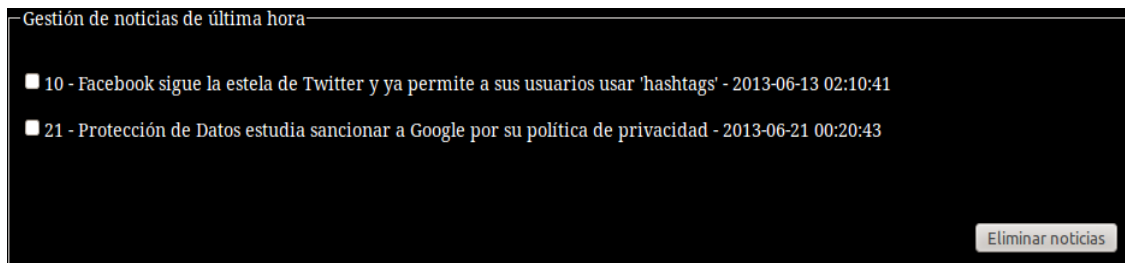 Gestión de noticias de última hora
10 - Facebook sigue la estela de Twitter y ya permite a sus usuarios usar 'hashtags' - 2013-06-13 02:10:41
21 - Protección de Datos estudia sancionar a Google por su política de privacidad - 2013-06-21 00:20:43
Eliminar noticias